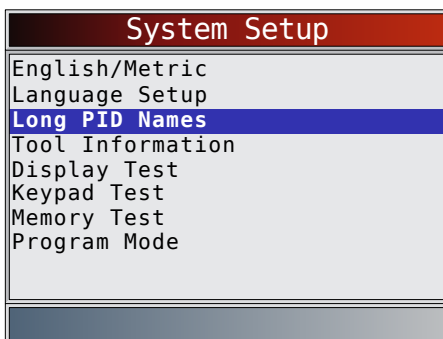 System Setup
English/Metric
Language Setup
Long PID Names
Tool Information
Display Test
Keypad Test
Memory Test
Program Mode